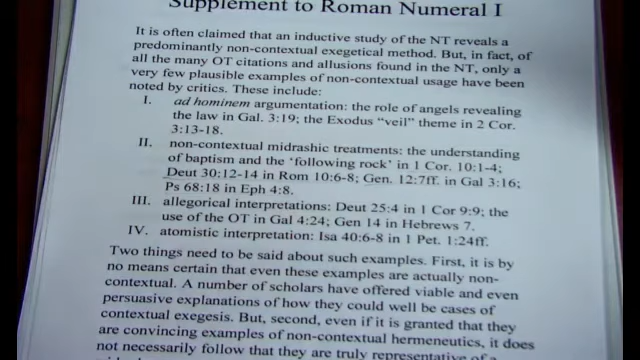 Supplement to Roman Numeral I
It is often claimed that an inductive study of the NT reveals a
predominantly non-contextual exegetical method. But, in fact, of
all the many OT citations and allusions found in the NT, only a
very few plausible examples of non-contextual usage have been
noted by critics. These include:
I. ad hominem argumentation: the role of angels revealing
the law in Gal. 3:19; the Exodus “veil” theme in 2 Cor.
3:13-18.
II. non-contextual midrashic treatments: the understanding
of baptism and the ‘following rock’ in 1 Cor. 10:1-4;
Deut 30:12-14 in Rom 10:6-8; Gen. 12:7ff. in Gal 3:16;
Ps 68:18 in Eph 4:8.
III. allegorical interpretations: Deut 25:4 in 1 Cor 9:9; the
use of the OT in Gal 4:24; Gen 14 in Hebrews 7.
IV. atomistic interpretation: Isa 40:6-8 in 1 Pet. 1:24ff.
Two things need to be said about such examples. First, it is by
no means certain that even these examples are actually non-
contextual. A number of scholars have offered viable and even
persuasive explanations of how they could well be cases of
contextual exegesis. But, second, even if it is granted that they
are convincing examples of non-contextual hermeneutics, it does
not necessarily follow that they are truly representative of a